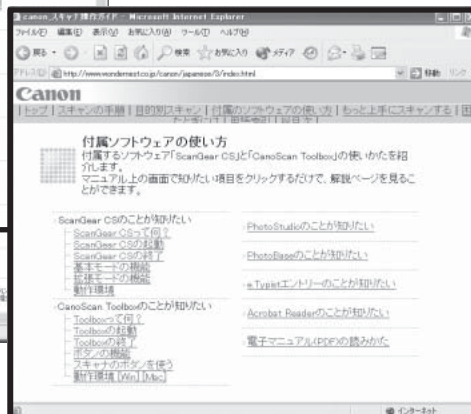 canon_スキャナ操作ガイド - Microsoft Internet Explorer
ファイル(F) 編集(E) 表示(V) お気に入り(A) ツール(T) ヘルプ(H)
戻る 検索 お気に入り メディア
アドレス(D) http://www.wondernext.co.jp/canon/japanese/3/index.html 移動 リンク
Canon
| トップ | スキャンの手順 | 目的別スキャン | 付属のソフトウェアの使い方 | もっと上手にスキャンする | 困
付属ソフトウェアの使い方
付属するソフトウェア「ScanGear CS」と「CanoScan Toolbox」の使いかたを紹
介します。
マニュアル上の画面で知りたい項目をクリックするだけで、解説ページを見るこ
とができます。
ScanGear CSのことが知りたい
ScanGear CSって何?
ScanGear CSの起動
ScanGear CSの終了
基本モードの機能
拡張モードの機能
動作環境
CanoScan Toolboxのことが知りたい
Toolboxって何?
Toolboxの起動
Toolboxの終了
ボタンの機能
スキャナのボタンを使う
動作環境 [Win] [Mac]
PhotoStudioのことが知りたい
PhotoBaseのことが知りたい
e.Typistエントリーのことが知りたい
Acrobat Readerのことが知りたい
電子マニュアル(PDF)の読みかた
インターネット